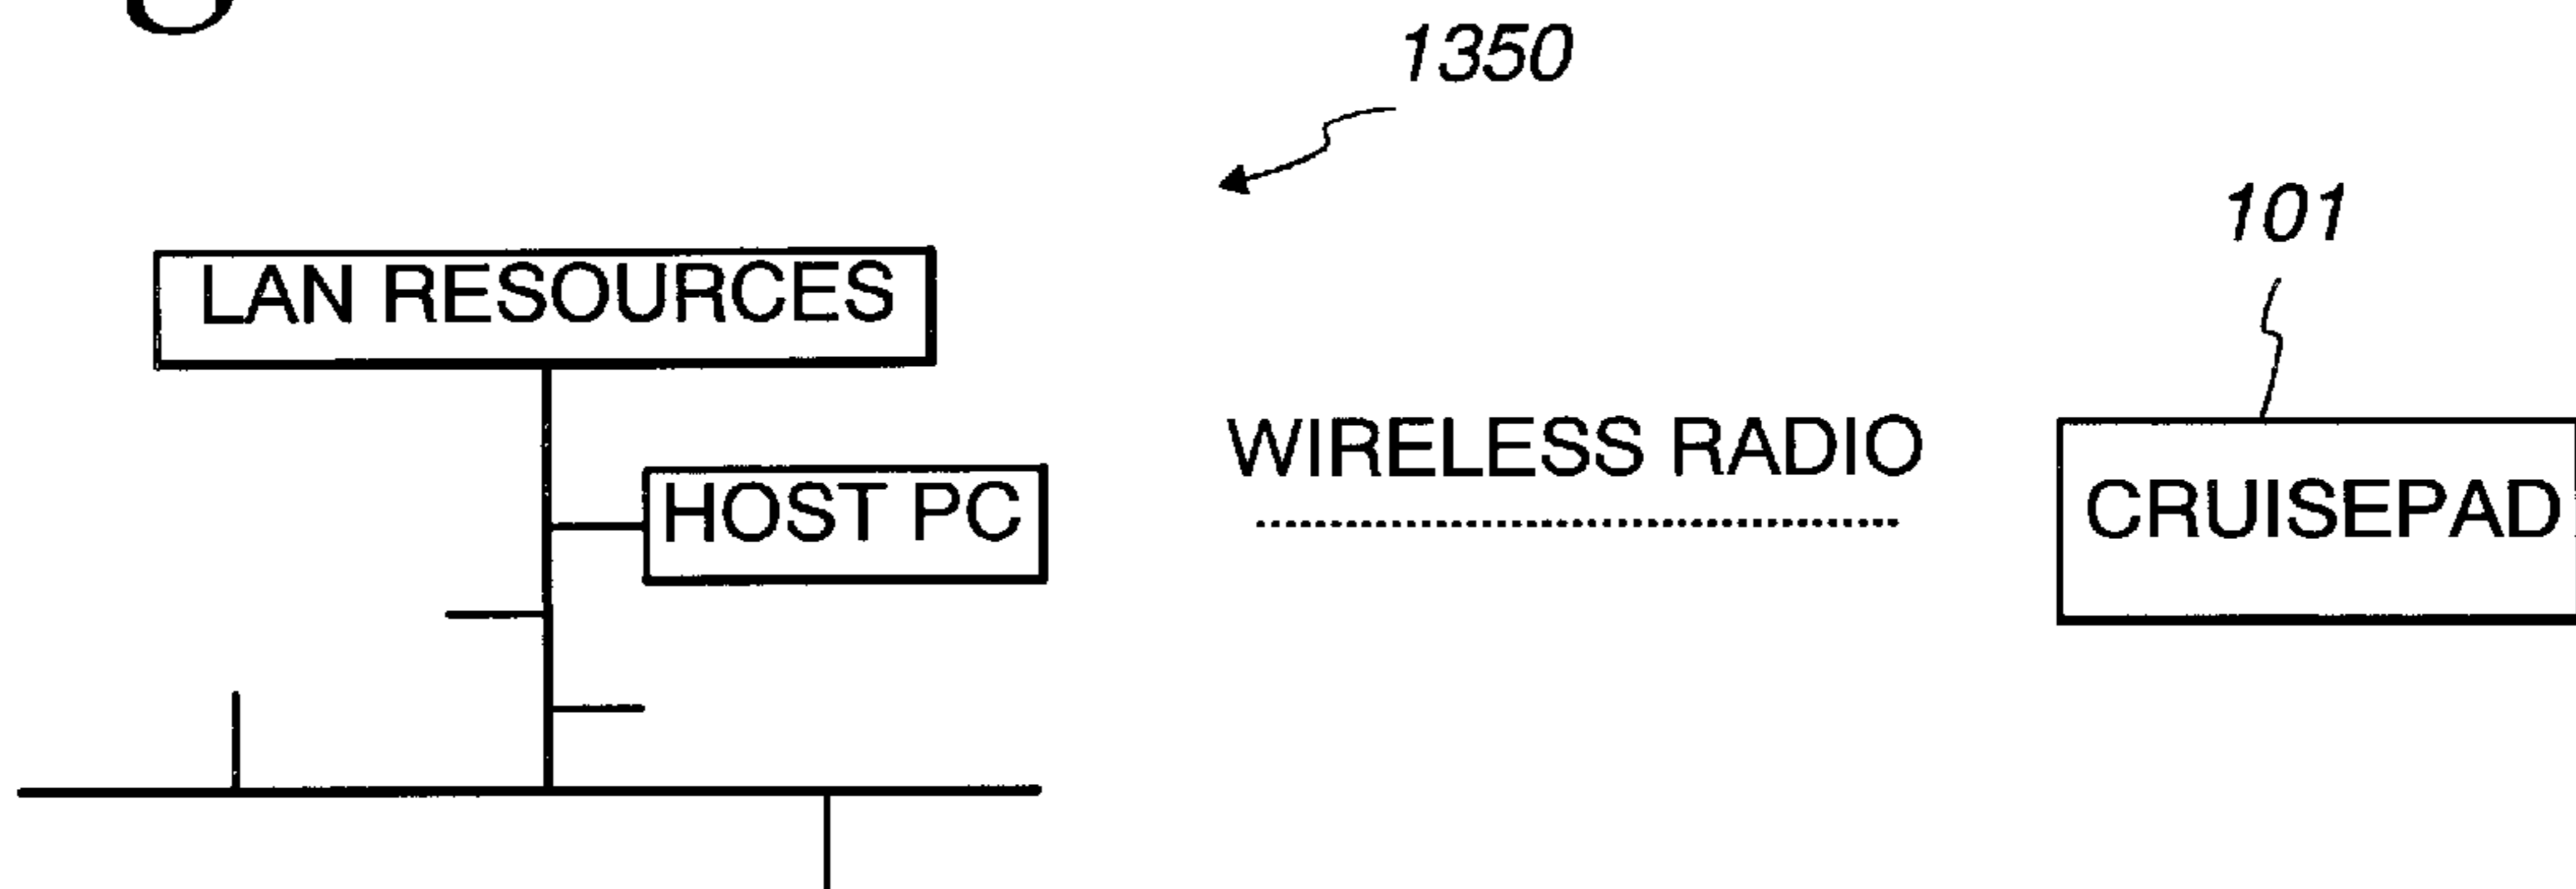 1350
101
LAN RESOURCES
WIRELESS RADIO
HOST PC
CRUISEPAD